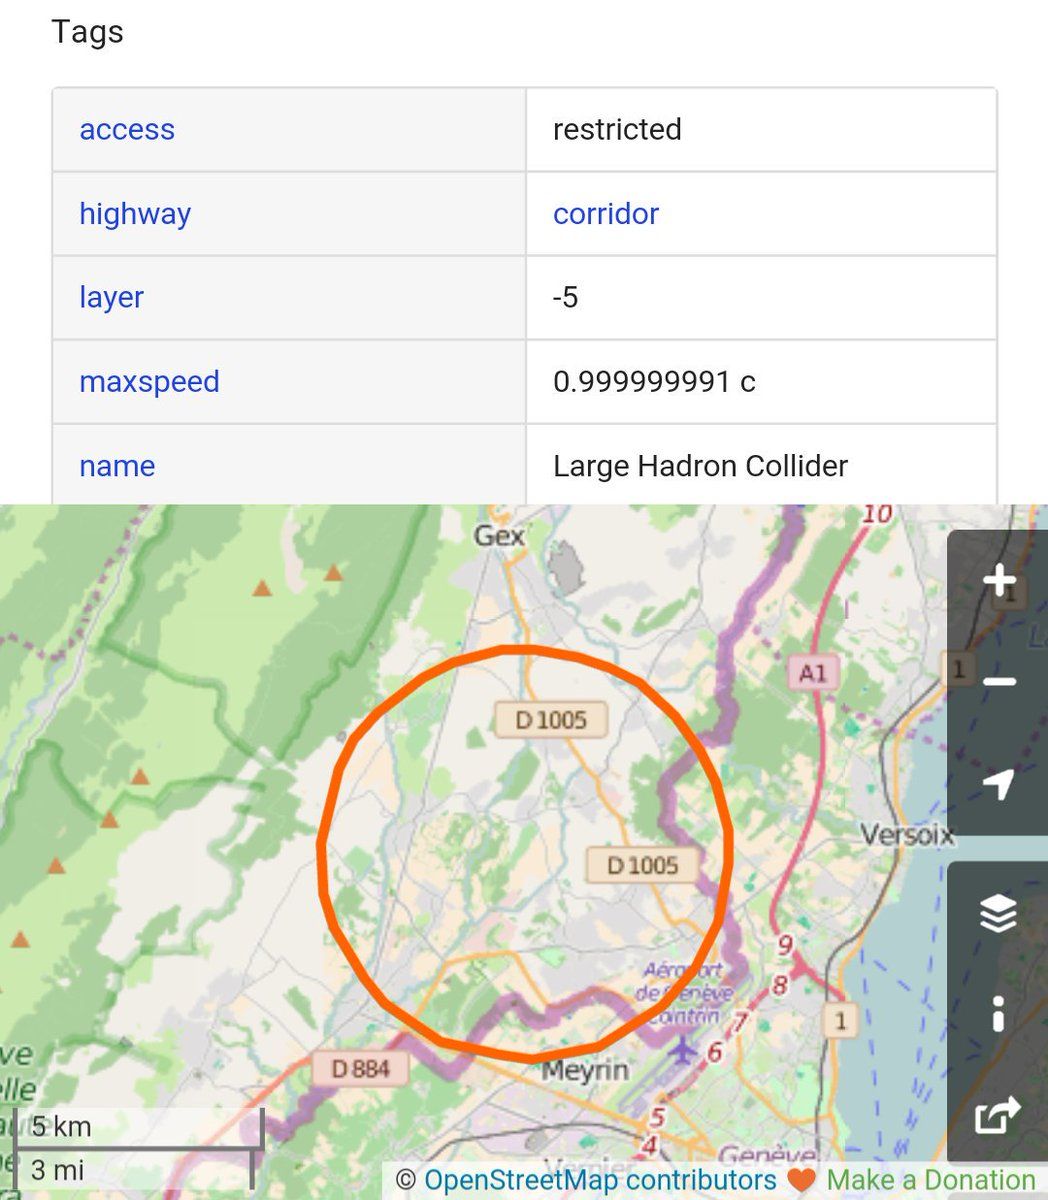 Tags
access restricted
highway corridor
layer -5
maxspeed 0.999999991 c
name Large Hadron Collider
10
Gex
1
1
A1
D 1005
Versoix
D 1005
9
Aéroport
de Genève
Cointrin
8
7
1
6
ve
elle
D 884
Meyrin
5 km
5
4
3 mi
Vernier
Genève
© OpenStreetMap contributors Make a Donation